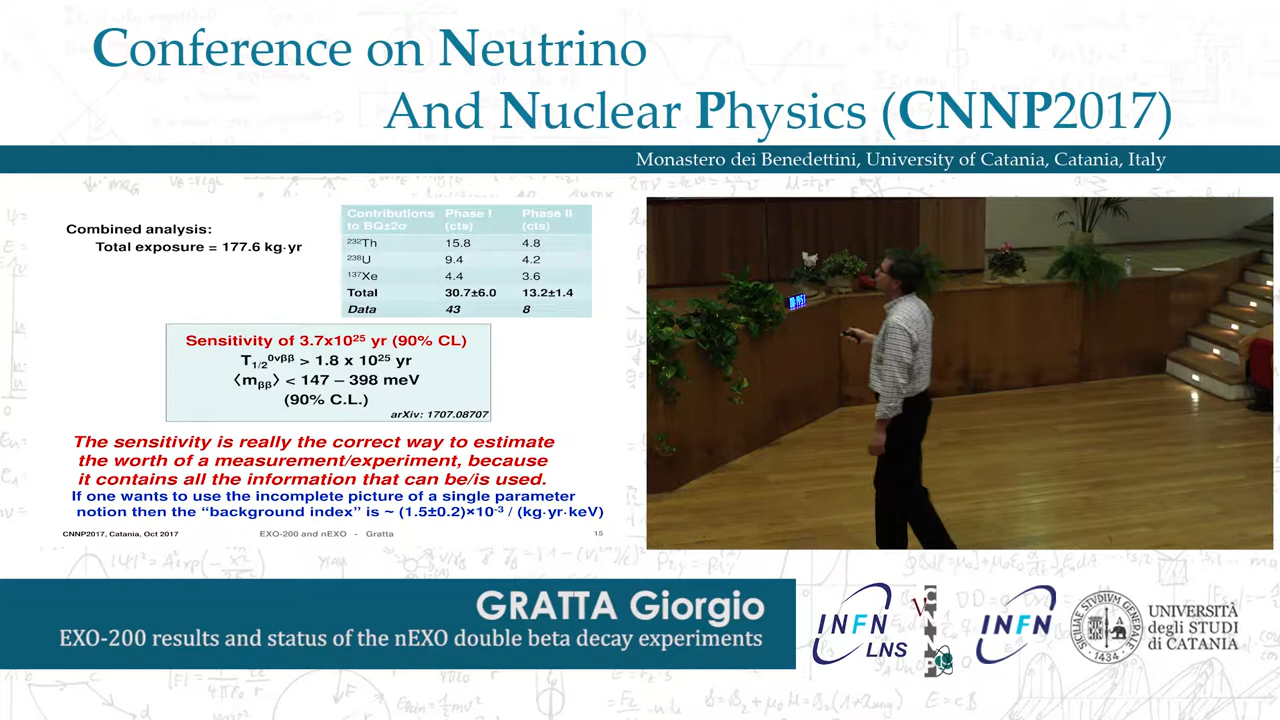 Conference on Neutrino
And Nuclear Physics (CNNP2017)
Monastero dei Benedettini, University of Catania, Catania, Italy
Combined analysis:
Total exposure = 177.6 kg·yr
Contributions to BQ±2σ Phase I (cts) Phase II (cts)
²³²Th 15.8 4.8
²³⁸U 9.4 4.2
¹³⁷Xe 4.4 3.6
Total 30.7±6.0 13.2±1.4
Data 43 8
Sensitivity of 3.7x10²⁵ yr (90% CL)
T₁/₂⁰νββ > 1.8 x 10²⁵ yr
〈mββ〉 < 147 – 398 meV
(90% C.L.)
arXiv: 1707.08707
The sensitivity is really the correct way to estimate
the worth of a measurement/experiment, because
it contains all the information that can be/is used.
If one wants to use the incomplete picture of a single parameter
notion then the “background index” is ~ (1.5±0.2)×10⁻³ / (kg·yr·keV)
CNNP2017, Catania, Oct 2017 EXO-200 and nEXO - Gratta 15
GRATTA Giorgio
EXO-200 results and status of the nEXO double beta decay experiments
INFN
LNS
CNNP
INFN
SICILIAE STUDIUM GENERALE
1434
UNIVERSITÀ
degli STUDI
di CATANIA